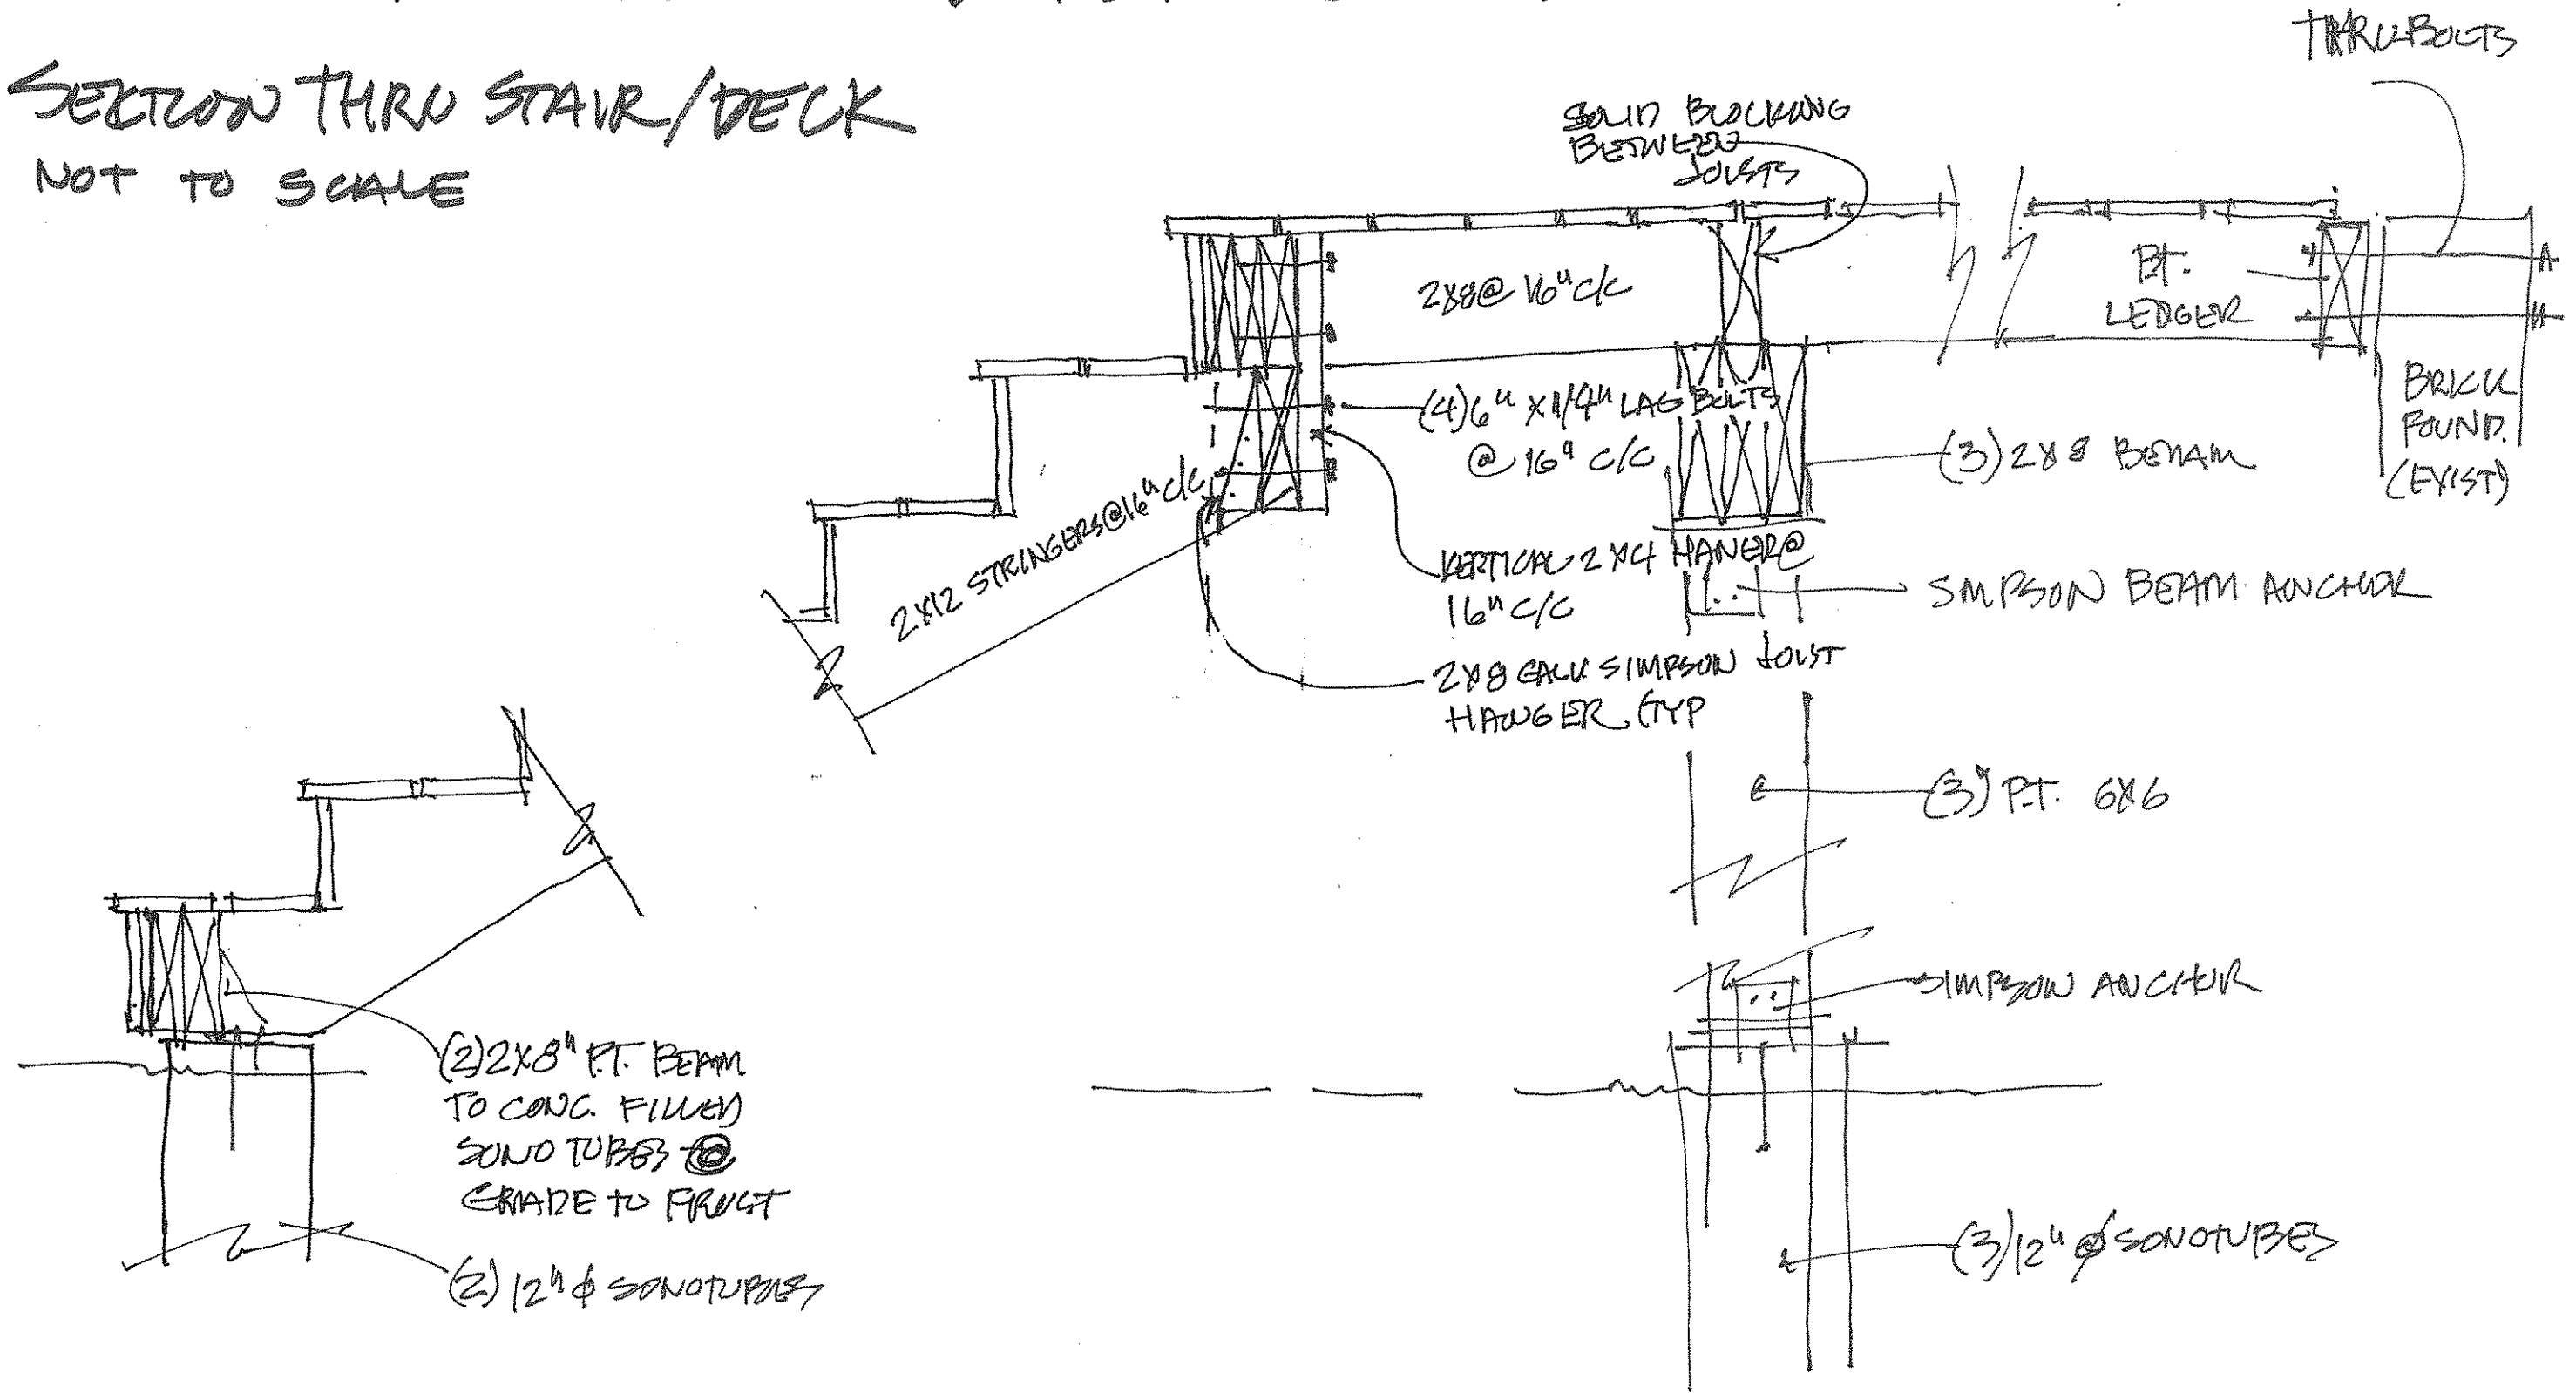 SECTION THRU STAIR/DECK
NOT TO SCALE
THRU BOLTS
SOLID BLOCKING
BETWEEN
JOISTS
2X8@ 16" C/C
P.T.
LEDGER
BRICK
FOUND.
(EXIST)
(4) 6" X 1/4" LAG BOLTS
@ 16" C/C
(3) 2X8 BEAM
2X12 STRINGERS@16" C/C
VERTICAL 2X4 HANER@
16" C/C
SIMPSON BEAM ANCHOR
2X8 GALV SIMPSON JOIST
HANGER (TYP
(3) P.T. 6X6
SIMPSON ANCHOR
(2) 2X8" P.T. BEAM
TO CONC. FILLED
SONO TUBES @
GRADE TO FROST
(2) 12" φ SONOTUBES
(3) 12" φ SONOTUBES